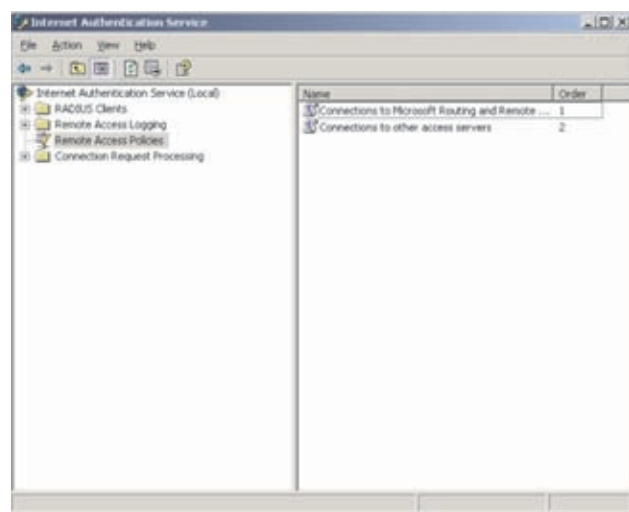 Internet Authentication Service
File Action View Help
Internet Authentication Service (Local)
RADIUS Clients
Remote Access Logging
Remote Access Policies
Connection Request Processing
Name Order
Connections to Microsoft Routing and Remote ... 1
Connections to other access servers 2